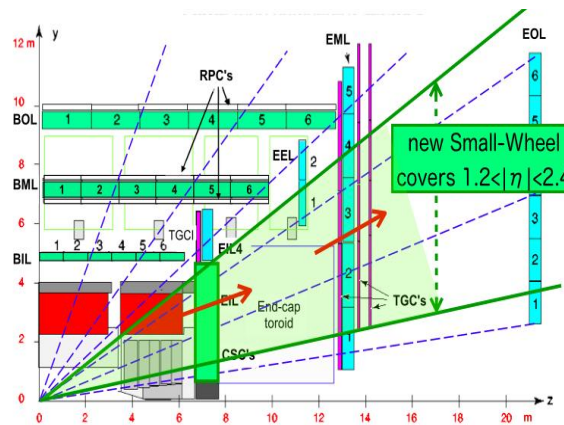 12 m
y
EML
EOL
RPC's
5
6
10
BOL
1 2 3 4 5 6
5
8
EEL
2
new Small-Wheel
covers 1.2<|η|<2.4
4
BML
1 2 3 4 5 6
1
3
3
6
TGCI
1 2 3 4 5 6
EIL4
BIL
2
2
4
EIL
End-cap
toroid
TGC's
1
2
CSC's
1
0
0 2 4 6 8 10 12 14 16 18 20 m
z